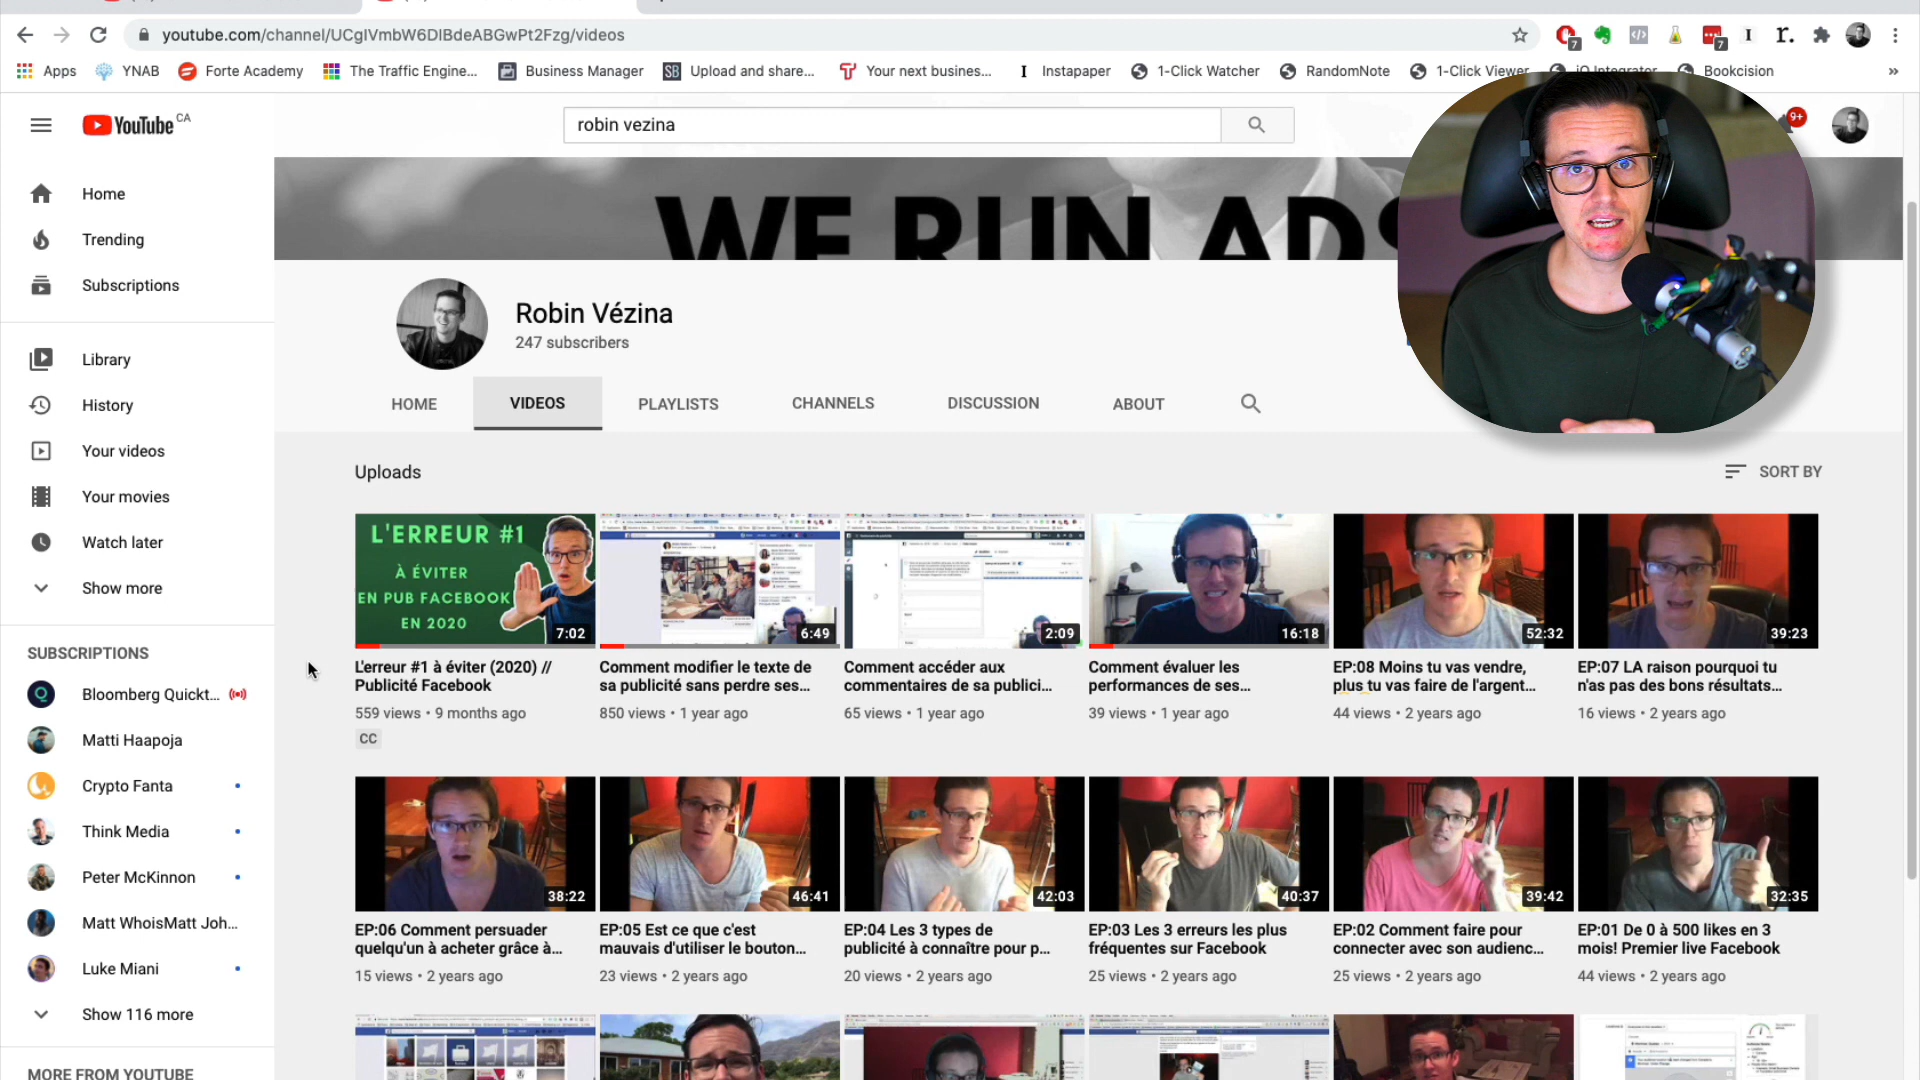 youtube.com/channel/UCgIVmbW6DIBdeABGwPt2Fzg/videos
7
7
Apps
YNAB
Forte Academy
The Traffic Engine...
Business Manager
SB
Upload and share...
Your next busines...
Instapaper
1-Click Watcher
RandomNote
1-Click Viewer
iQ Integrator
Bookcision
YouTube CA
robin vezina
9+
Home
Trending
Subscriptions
Library
History
Your videos
Your movies
Watch later
Show more
SUBSCRIPTIONS
Bloomberg Quickt...
Matti Haapoja
Crypto Fanta
Think Media
Peter McKinnon
Matt WhoisMatt Joh...
Luke Miani
Show 116 more
MORE FROM YOUTUBE
WE RUN ADS
Robin Vézina
247 subscribers
HOME
VIDEOS
PLAYLISTS
CHANNELS
DISCUSSION
ABOUT
Uploads
SORT BY
L'ERREUR #1
À ÉVITER
EN PUB FACEBOOK
EN 2020
7:02
6:49
2:09
16:18
52:32
39:23
L'erreur #1 à éviter (2020) //
Publicité Facebook
559 views • 9 months ago
CC
Comment modifier le texte de
sa publicité sans perdre ses...
850 views • 1 year ago
Comment accéder aux
commentaires de sa publici...
65 views • 1 year ago
Comment évaluer les
performances de ses...
39 views • 1 year ago
EP:08 Moins tu vas vendre,
plus tu vas faire de l'argent...
44 views • 2 years ago
EP:07 LA raison pourquoi tu
n'as pas des bons résultats...
16 views • 2 years ago
38:22
46:41
42:03
40:37
39:42
32:35
EP:06 Comment persuader
quelqu'un à acheter grâce à...
15 views • 2 years ago
EP:05 Est ce que c'est
mauvais d'utiliser le bouton...
23 views • 2 years ago
EP:04 Les 3 types de
publicité à connaître pour p...
20 views • 2 years ago
EP:03 Les 3 erreurs les plus
fréquentes sur Facebook
25 views • 2 years ago
EP:02 Comment faire pour
connecter avec son audienc...
25 views • 2 years ago
EP:01 De 0 à 500 likes en 3
mois! Premier live Facebook
44 views • 2 years ago